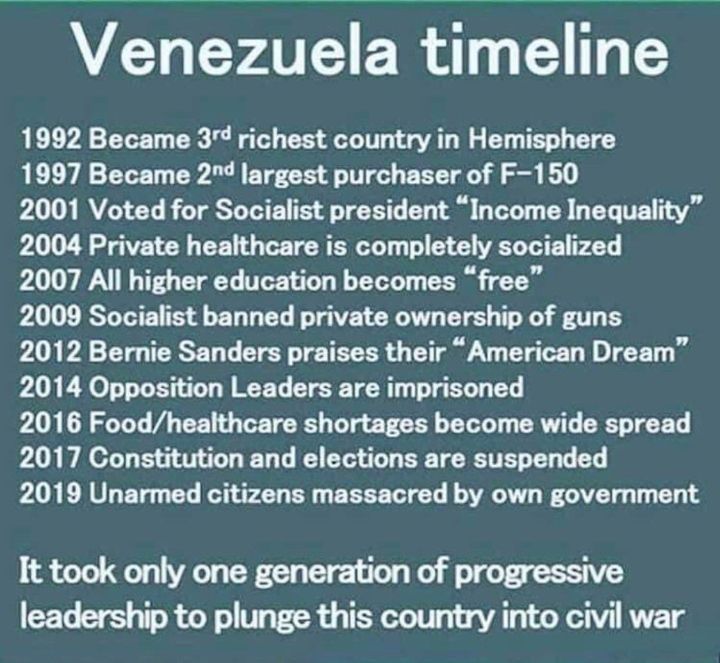 Venezuela timeline
1992 Became 3rd richest country in Hemisphere
1997 Became 2nd largest purchaser of F-150
2001 Voted for Socialist president “Income Inequality”
2004 Private healthcare is completely socialized
2007 All higher education becomes “free”
2009 Socialist banned private ownership of guns
2012 Bernie Sanders praises their “American Dream”
2014 Opposition Leaders are imprisoned
2016 Food/healthcare shortages become wide spread
2017 Constitution and elections are suspended
2019 Unarmed citizens massacred by own government
It took only one generation of progressive
leadership to plunge this country into civil war